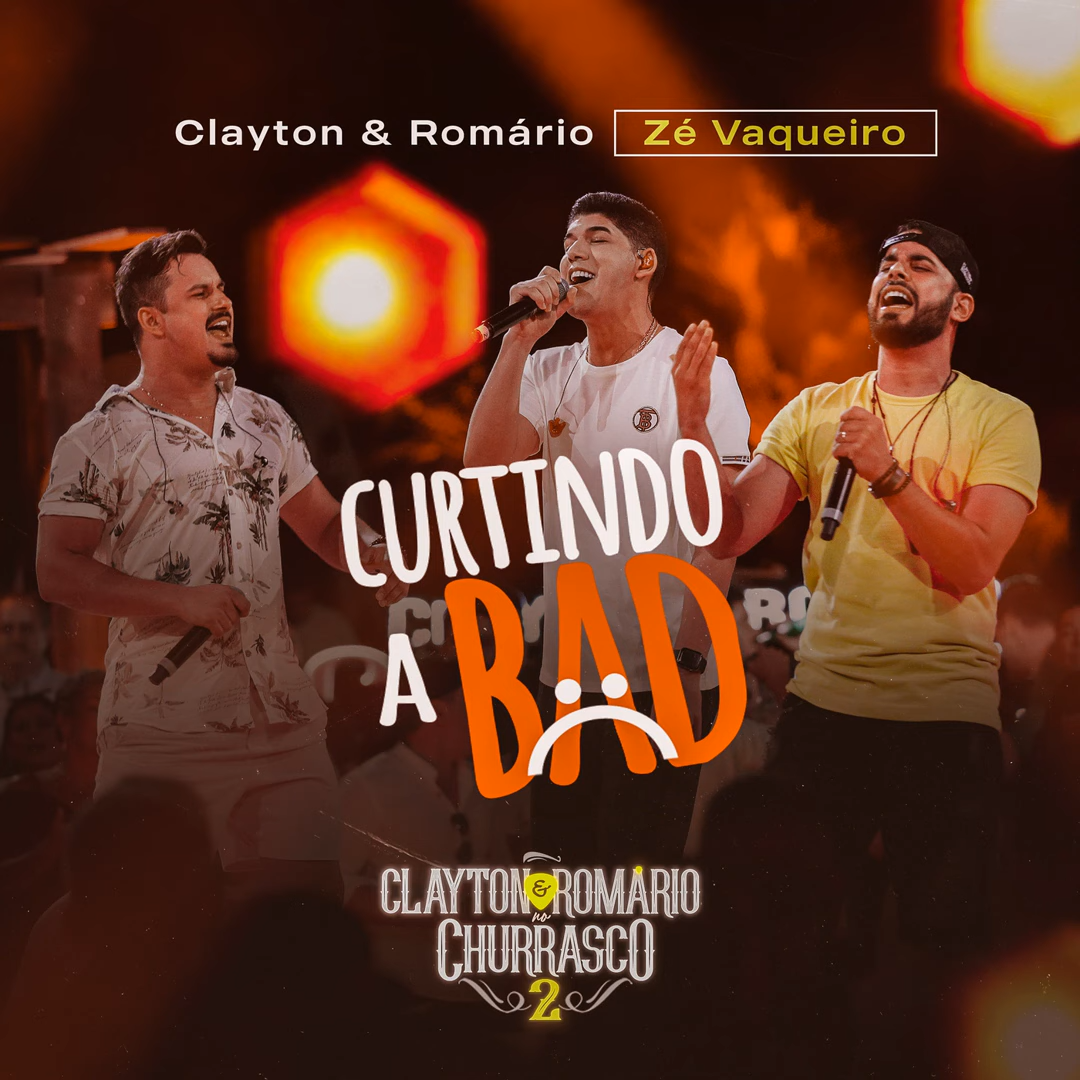 Clayton & Romário Zé Vaqueiro
CURTINDO
A BAD
CLAYTON & ROMÁRIO
no
CHURRASCO
2